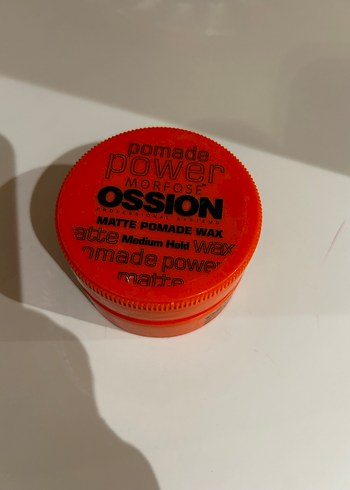 pomade
power
MORFOSE
OSSION
PROFESSIONAL SYSTEMS
MATTE POMADE WAX
atte Medium Hold wax
omade power
matte